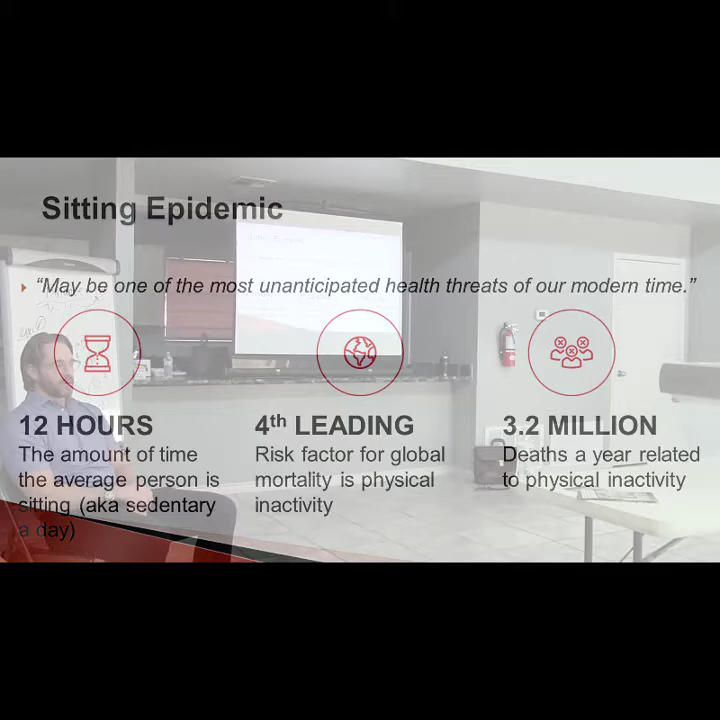 Sitting Epidemic
“May be one of the most unanticipated health threats of our modern time.”
12 HOURS
The amount of time
the average person is
sitting (aka sedentary
a day)
4th LEADING
Risk factor for global
mortality is physical
inactivity
3.2 MILLION
Deaths a year related
to physical inactivity